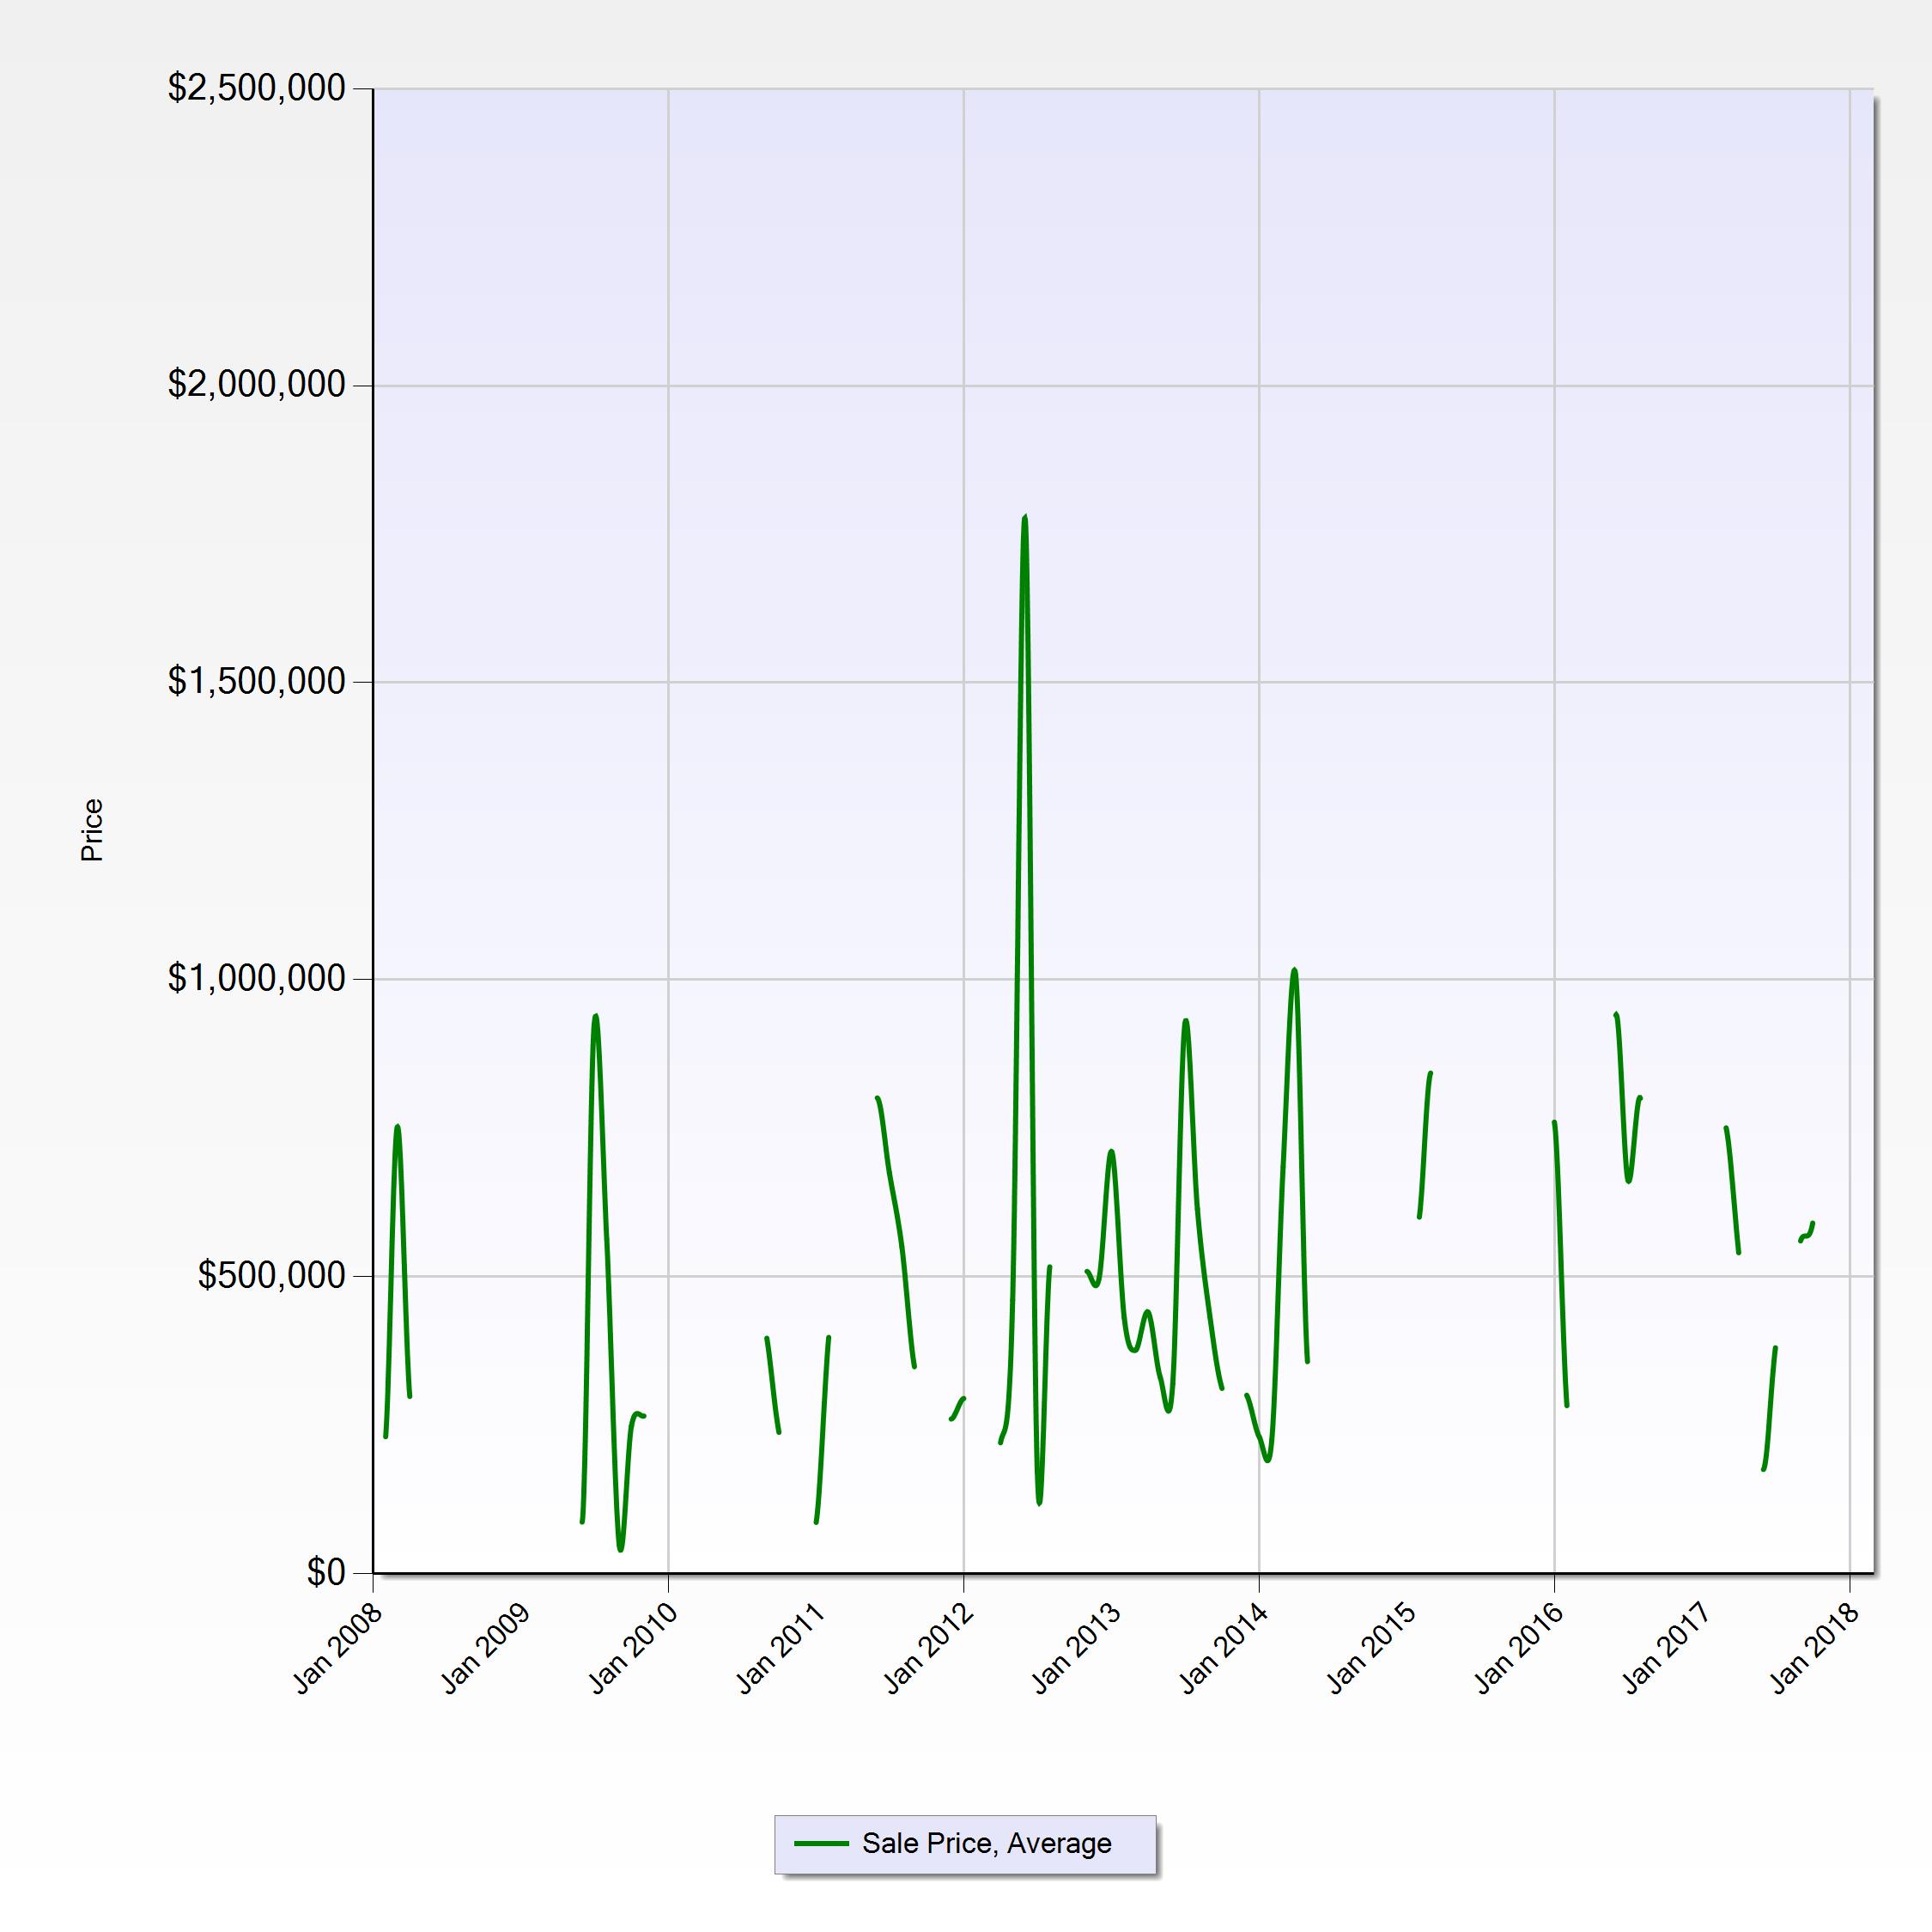 $2,500,000
$2,000,000
$1,500,000
$1,000,000
$500,000
$0
Price
Jan 2008
Jan 2009
Jan 2010
Jan 2011
Jan 2012
Jan 2013
Jan 2014
Jan 2015
Jan 2016
Jan 2017
Jan 2018
Sale Price, Average